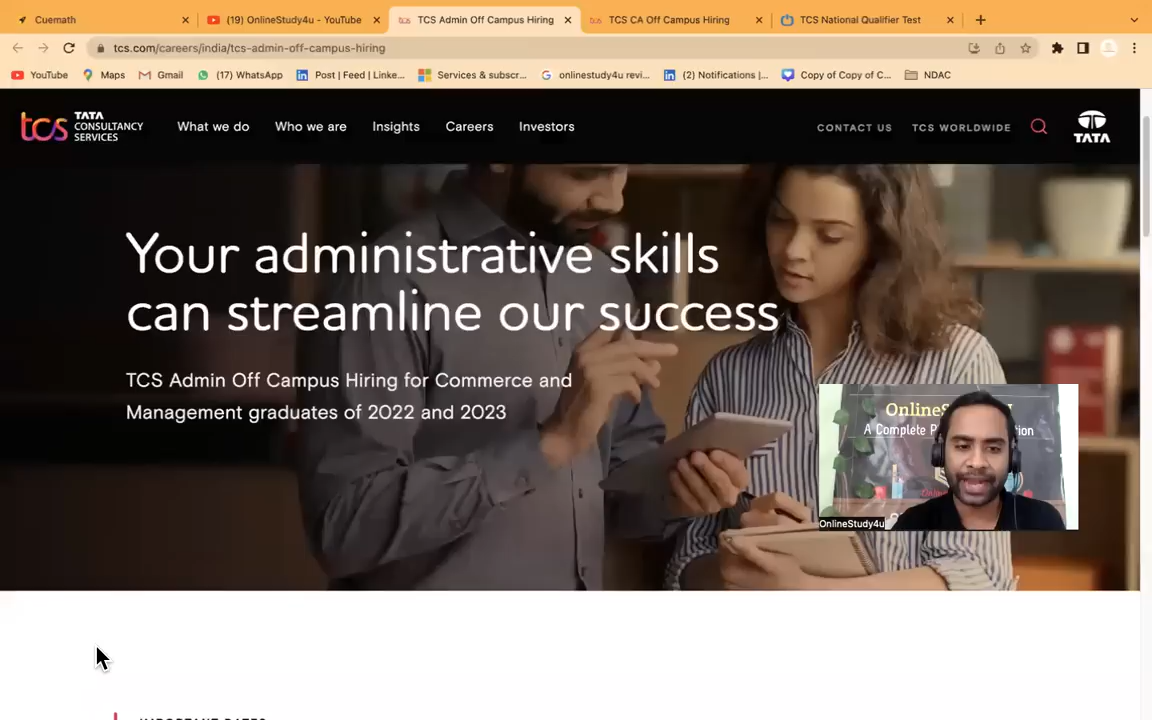 Cuemath
(19) OnlineStudy4u - YouTube
TCS Admin Off Campus Hiring
TCS CA Off Campus Hiring
TCS National Qualifier Test
tcs.com/careers/india/tcs-admin-off-campus-hiring
YouTube
Maps
Gmail
(17) WhatsApp
Post | Feed | Linke...
Services & subscr...
onlinestudy4u revi...
(2) Notifications |...
Copy of Copy of C...
NDAC
tcs TATA
CONSULTANCY
SERVICES
What we do
Who we are
Insights
Careers
Investors
CONTACT US
TCS WORLDWIDE
TATA
Your administrative skills
can streamline our success
TCS Admin Off Campus Hiring for Commerce and
Management graduates of 2022 and 2023
A Complete
OnlineStudy4u
IMPORTANT DATES